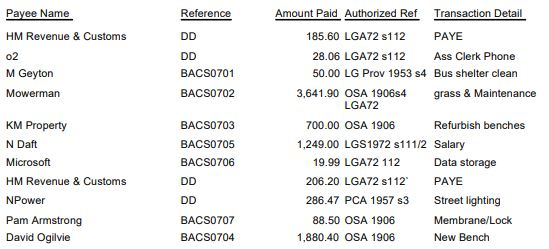 Payee Name Reference Amount Paid Authorized Ref Transaction Detail
HM Revenue & Customs DD 185.60 LGA72 s112 PAYE
o2 DD 28.06 LGA72 s112 Ass Clerk Phone
M Geyton BACS0701 50.00 LG Prov 1953 s4 Bus shelter clean
Mowerman BACS0702 3,641.90 OSA 1906s4 grass & Maintenance
LGA72
KM Property BACS0703 700.00 OSA 1906 Refurbish benches
N Daft BACS0705 1,249.00 LGS1972 s111/2 Salary
Microsoft BACS0706 19.99 LGA72 112 Data storage
HM Revenue & Customs DD 206.20 LGA72 s112` PAYE
NPower DD 286.47 PCA 1957 s3 Street lighting
Pam Armstrong BACS0707 88.50 OSA 1906 Membrane/Lock
David Ogilvie BACS0704 1,880.40 OSA 1906 New Bench